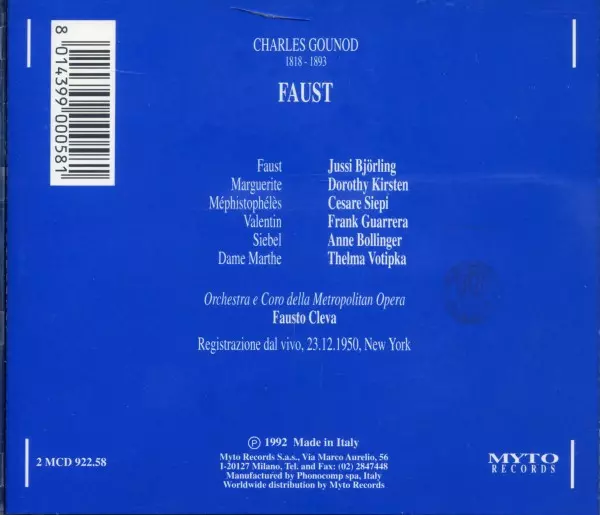 8 014399 000581
CHARLES GOUNOD
1818 - 1893
FAUST
Faust Jussi Björling
Marguerite Dorothy Kirsten
Méphistophélès Cesare Siepi
Valentin Frank Guarrera
Siebel Anne Bollinger
Dame Marthe Thelma Votipka
Orchestra e Coro della Metropolitan Opera
Fausto Cleva
Registrazione dal vivo, 23.12.1950, New York
2 MCD 922.58
℗ 1992 Made in Italy
Myto Records S.a.s., Via Marco Aurelio, 56
I-20127 Milano, Tel. and Fax: (02) 2847448
Manufactured by Phonocomp spa, Italy
Worldwide distribution by Myto Records
MYTO
RECORDS